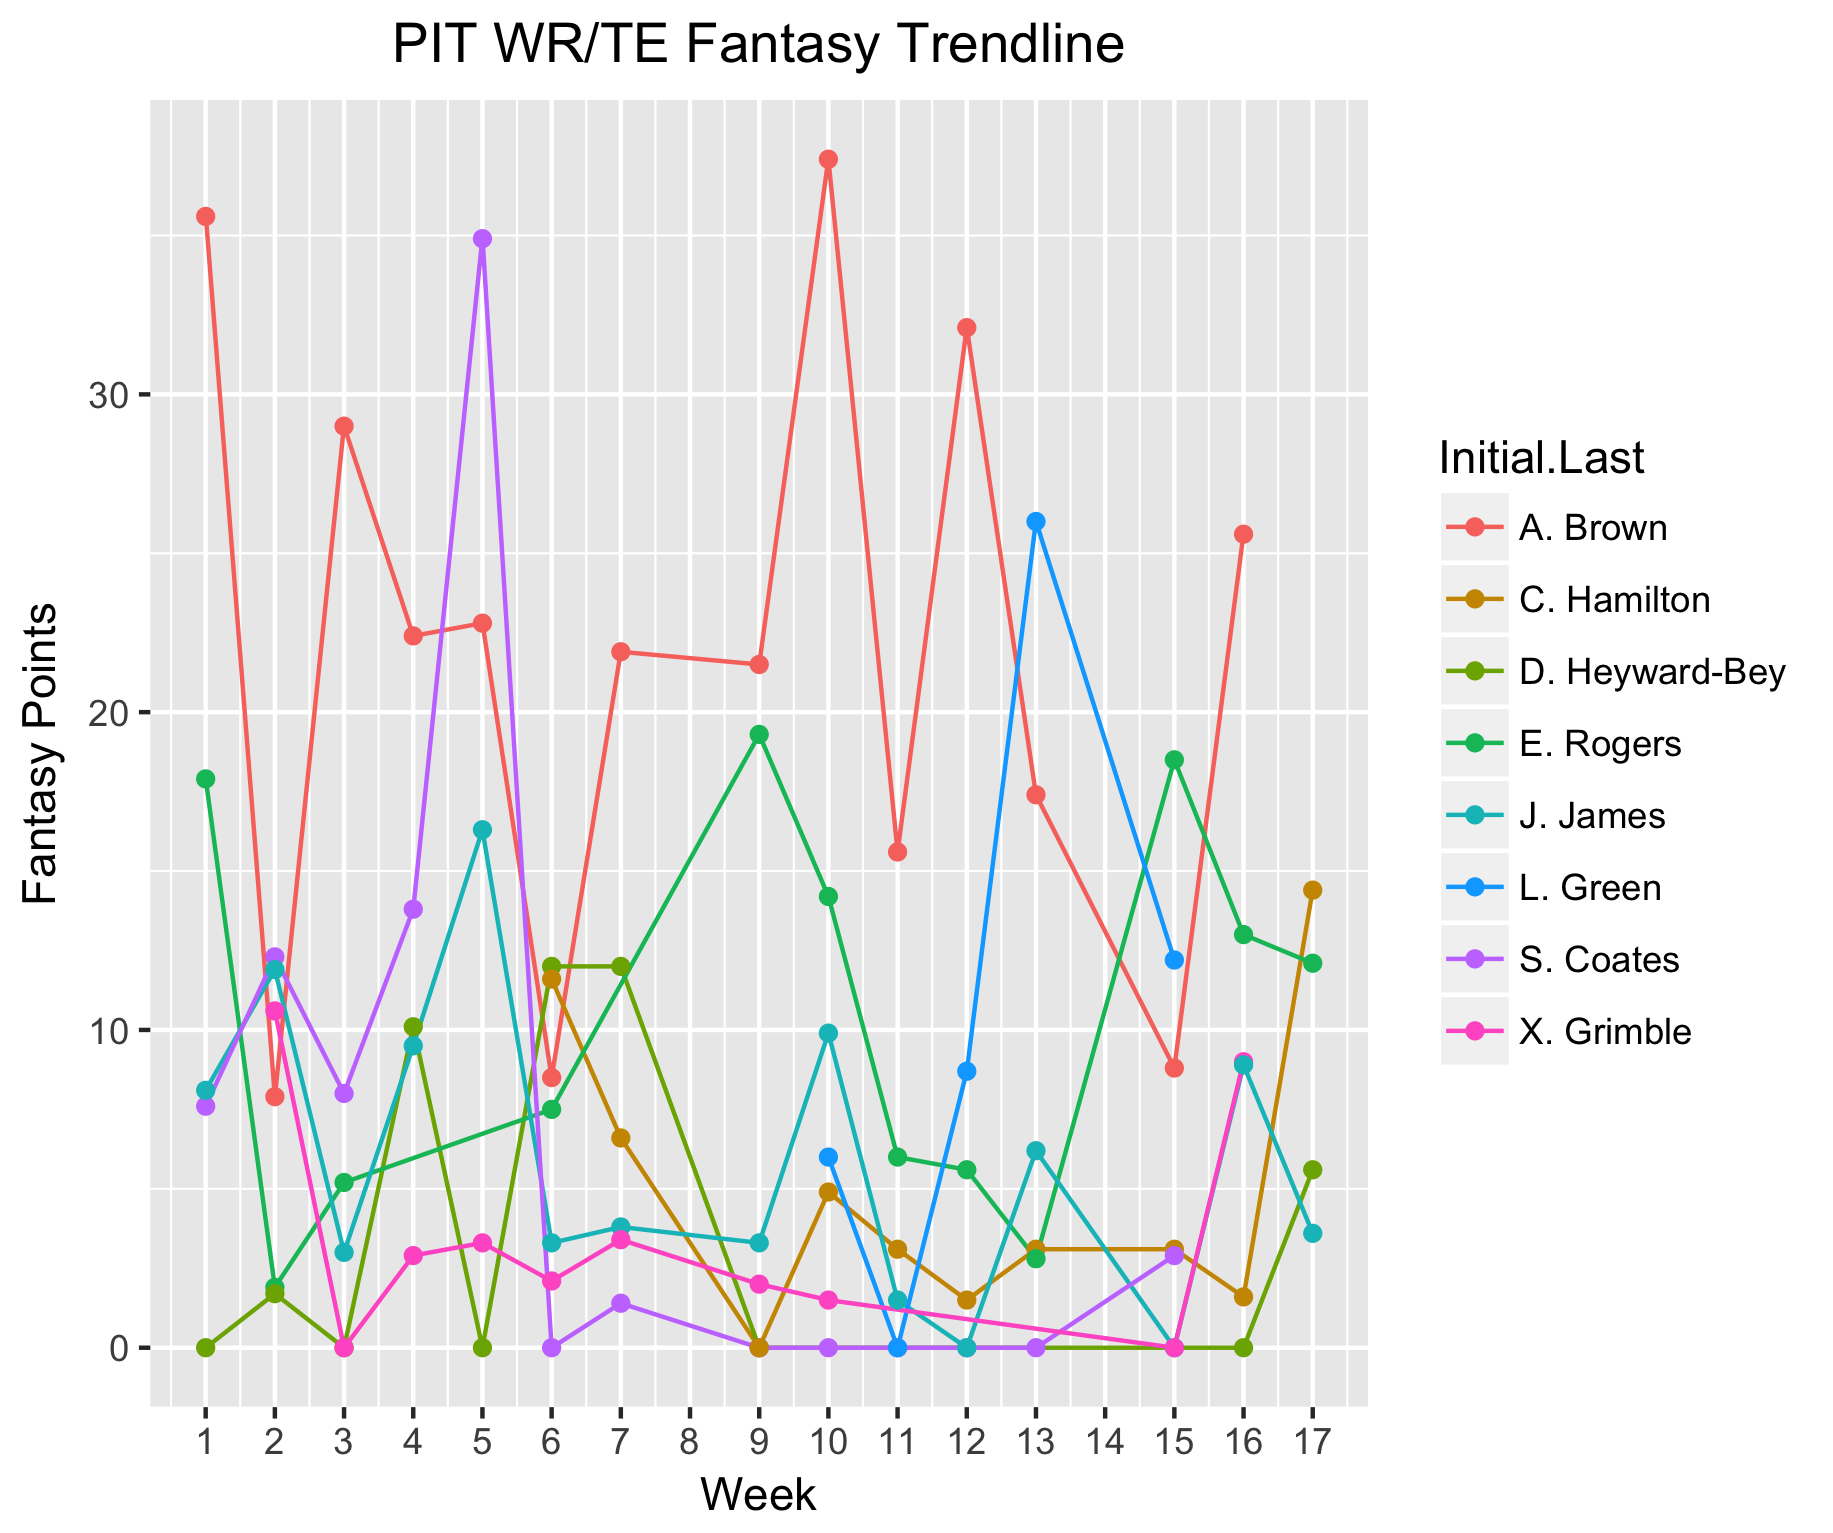 PIT WR/TE Fantasy Trendline
Fantasy Points
30
20
10
0
1 2 3 4 5 6 7 8 9 10 11 12 13 14 15 16 17
Week
Initial.Last
A. Brown
C. Hamilton
D. Heyward-Bey
E. Rogers
J. James
L. Green
S. Coates
X. Grimble